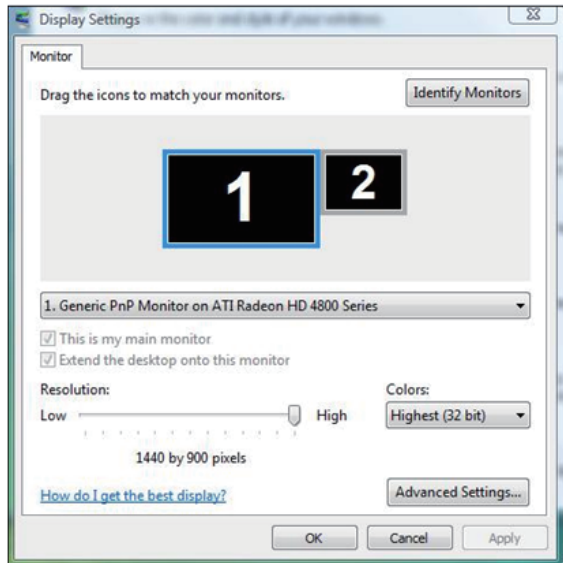 Display Settings
Monitor
Drag the icons to match your monitors.
Identify Monitors
1
2
1. Generic PnP Monitor on ATI Radeon HD 4800 Series
This is my main monitor
Extend the desktop onto this monitor
Resolution:
Colors:
Low
High
Highest (32 bit)
1440 by 900 pixels
How do I get the best display?
Advanced Settings...
OK
Cancel
Apply